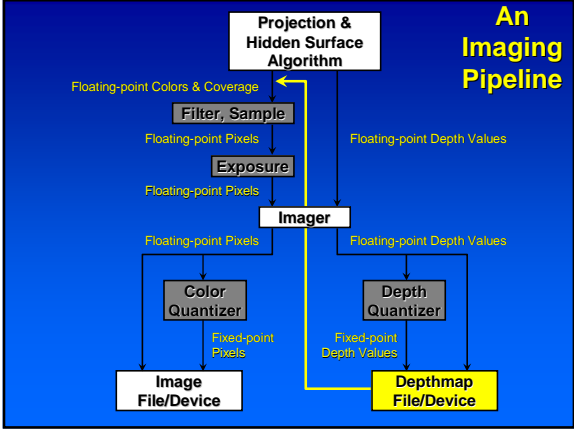 An
Imaging
Pipeline
Projection &
Hidden Surface
Algorithm
Floating-point Colors & Coverage
Filter, Sample
Floating-point Pixels
Floating-point Depth Values
Exposure
Floating-point Pixels
Imager
Floating-point Pixels
Floating-point Depth Values
Color
Quantizer
Depth
Quantizer
Fixed-point
Pixels
Fixed-point
Depth Values
Image
File/Device
Depthmap
File/Device